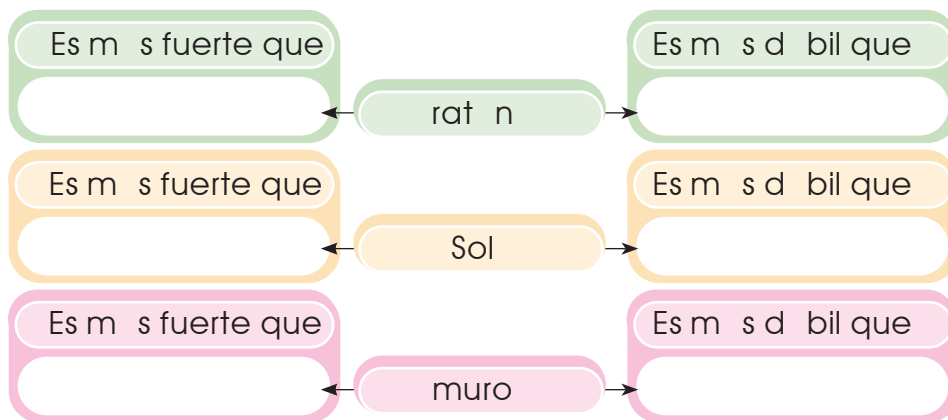 Es m s fuerte que
Es m s d bil que
rat n
Es m s fuerte que
Es m s d bil que
Sol
Es m s fuerte que
Es m s d bil que
muro